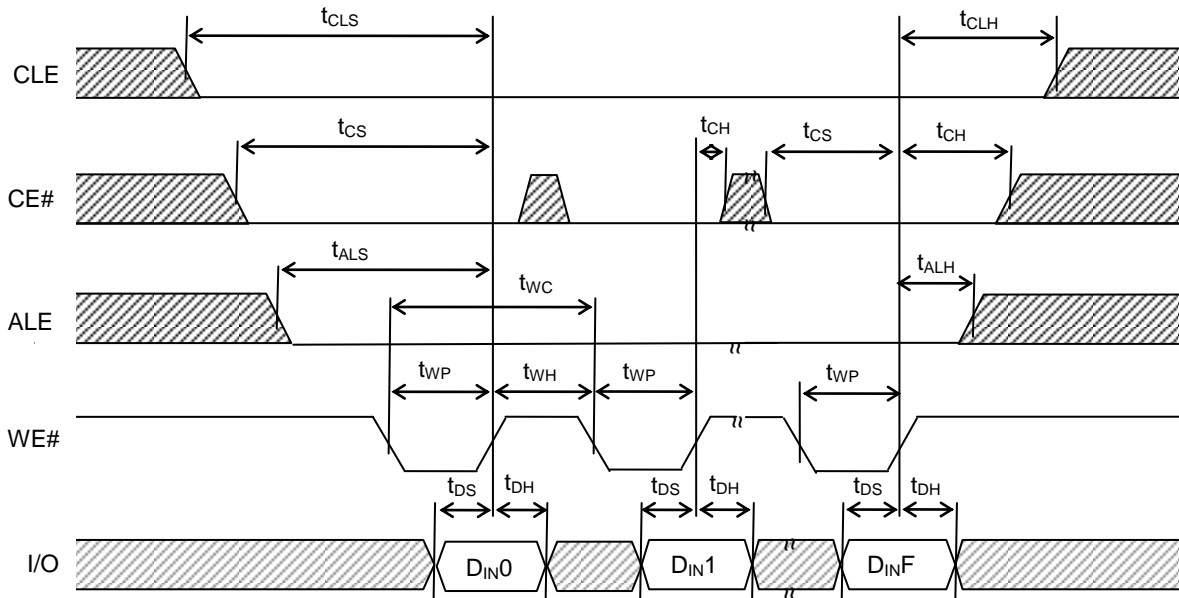 tCLS tCLH
CLE
tCS tCH tCS tCH
CE#
tALS tWC tALH
ALE
tWP tWH tWP tWP
WE#
tDS tDH tDS tDH tDS tDH
I/O DIN0 DIN1 DINF